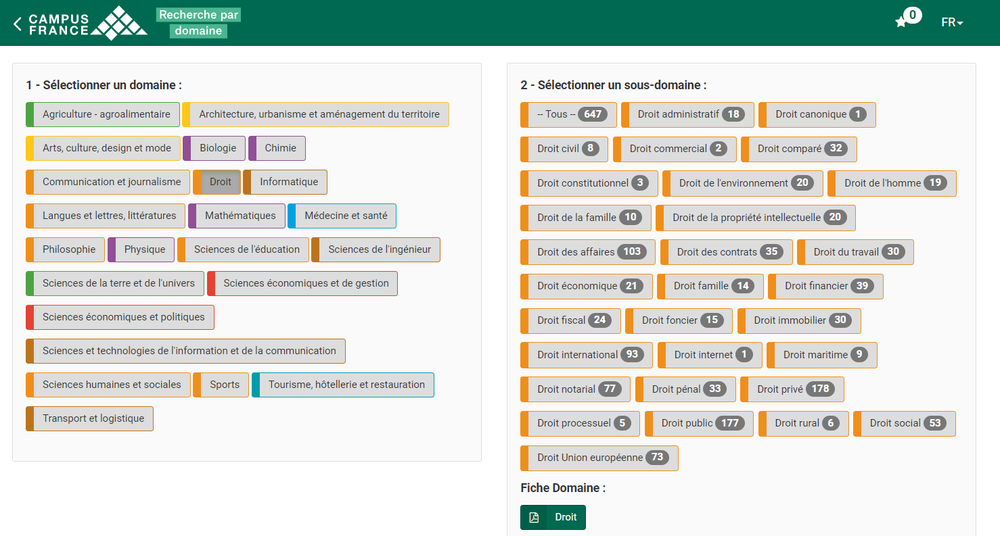 CAMPUS
FRANCE
Recherche par
domaine
0
FR
1 - Sélectionner un domaine :
Agriculture - agroalimentaire
Architecture, urbanisme et aménagement du territoire
Arts, culture, design et mode
Biologie
Chimie
Communication et journalisme
Droit
Informatique
Langues et lettres, littératures
Mathématiques
Médecine et santé
Philosophie
Physique
Sciences de l'éducation
Sciences de l'ingénieur
Sciences de la terre et de l'univers
Sciences économiques et de gestion
Sciences économiques et politiques
Sciences et technologies de l'information et de la communication
Sciences humaines et sociales
Sports
Tourisme, hôtellerie et restauration
Transport et logistique
2 - Sélectionner un sous-domaine :
-- Tous -- 647
Droit administratif 18
Droit canonique 1
Droit civil 8
Droit commercial 2
Droit comparé 32
Droit constitutionnel 3
Droit de l'environnement 20
Droit de l'homme 19
Droit de la famille 10
Droit de la propriété intellectuelle 20
Droit des affaires 103
Droit des contrats 35
Droit du travail 30
Droit économique 21
Droit famille 14
Droit financier 39
Droit fiscal 24
Droit foncier 15
Droit immobilier 30
Droit international 93
Droit internet 1
Droit maritime 9
Droit notarial 77
Droit pénal 33
Droit privé 178
Droit processuel 5
Droit public 177
Droit rural 6
Droit social 53
Droit Union européenne 73
Fiche Domaine :
Droit